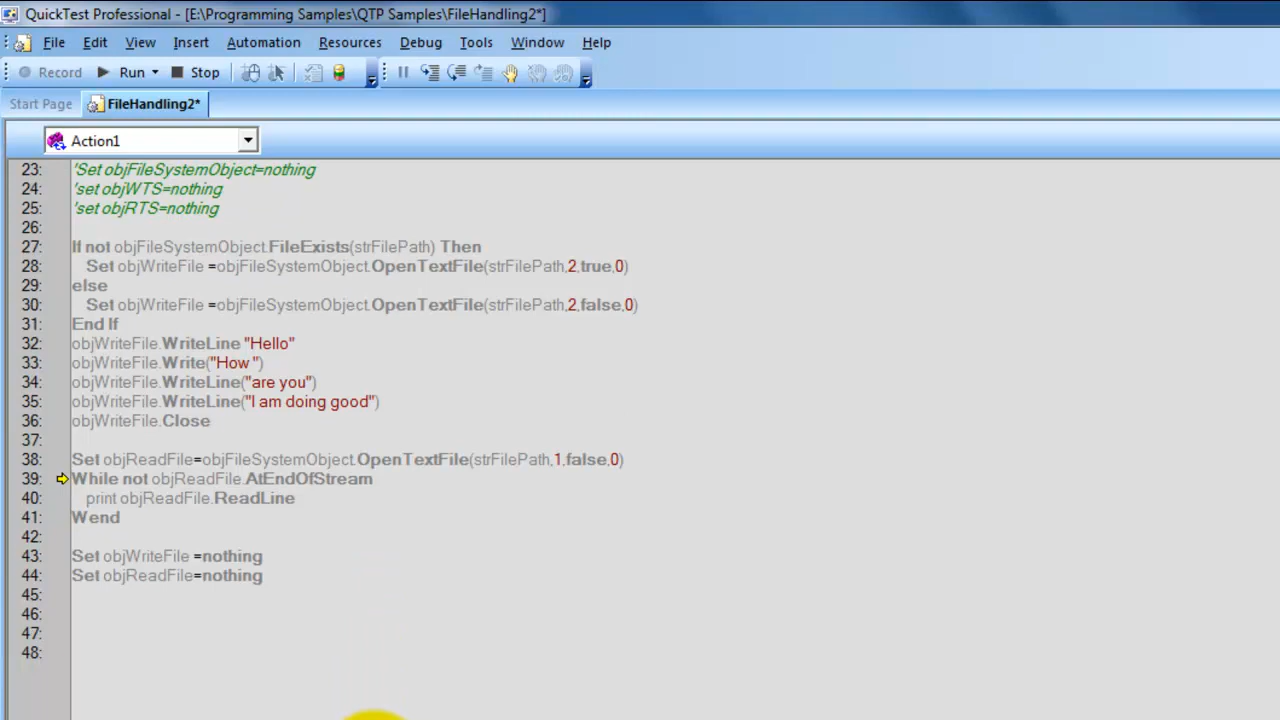 QuickTest Professional - [E:\Programming Samples\QTP Samples\FileHandling2*]
File Edit View Insert Automation Resources Debug Tools Window Help
Record Run Stop
Start Page FileHandling2*
Action1
23: 'Set objFileSystemObject=nothing
24: 'set objWTS=nothing
25: 'set objRTS=nothing
26:
27: If not objFileSystemObject.FileExists(strFilePath) Then
28: Set objWriteFile =objFileSystemObject.OpenTextFile(strFilePath,2,true,0)
29: else
30: Set objWriteFile =objFileSystemObject.OpenTextFile(strFilePath,2,false,0)
31: End If
32: objWriteFile.WriteLine "Hello"
33: objWriteFile.Write("How ")
34: objWriteFile.WriteLine("are you")
35: objWriteFile.WriteLine("I am doing good")
36: objWriteFile.Close
37:
38: Set objReadFile=objFileSystemObject.OpenTextFile(strFilePath,1,false,0)
39: While not objReadFile.AtEndOfStream
40: print objReadFile.ReadLine
41: Wend
42:
43: Set objWriteFile =nothing
44: Set objReadFile=nothing
45:
46:
47:
48: